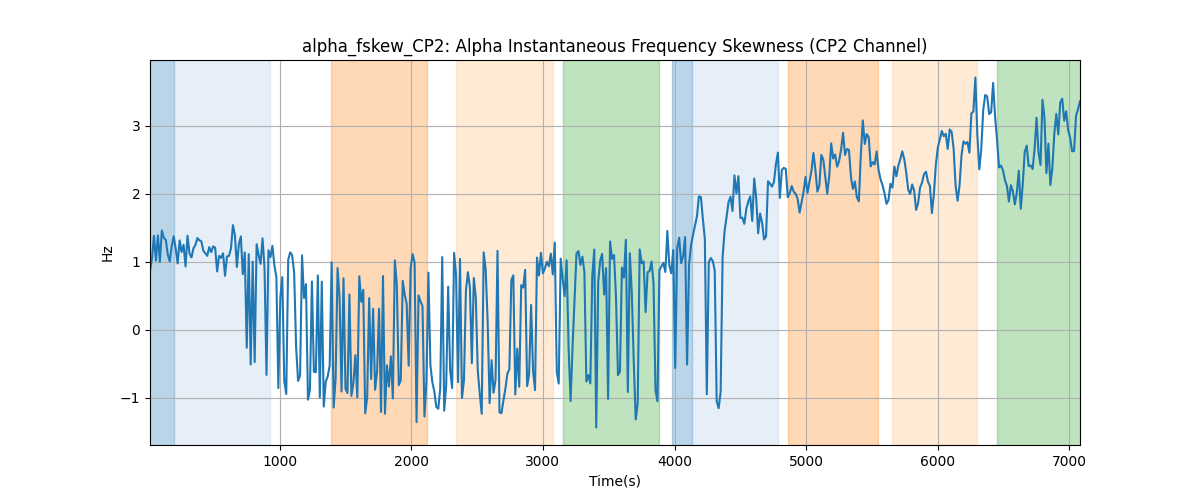 alpha_fskew_CP2: Alpha Instantaneous Frequency Skewness (CP2 Channel)
Hz
3
2
1
0
−1
1000 2000 3000 4000 5000 6000 7000
Time(s)